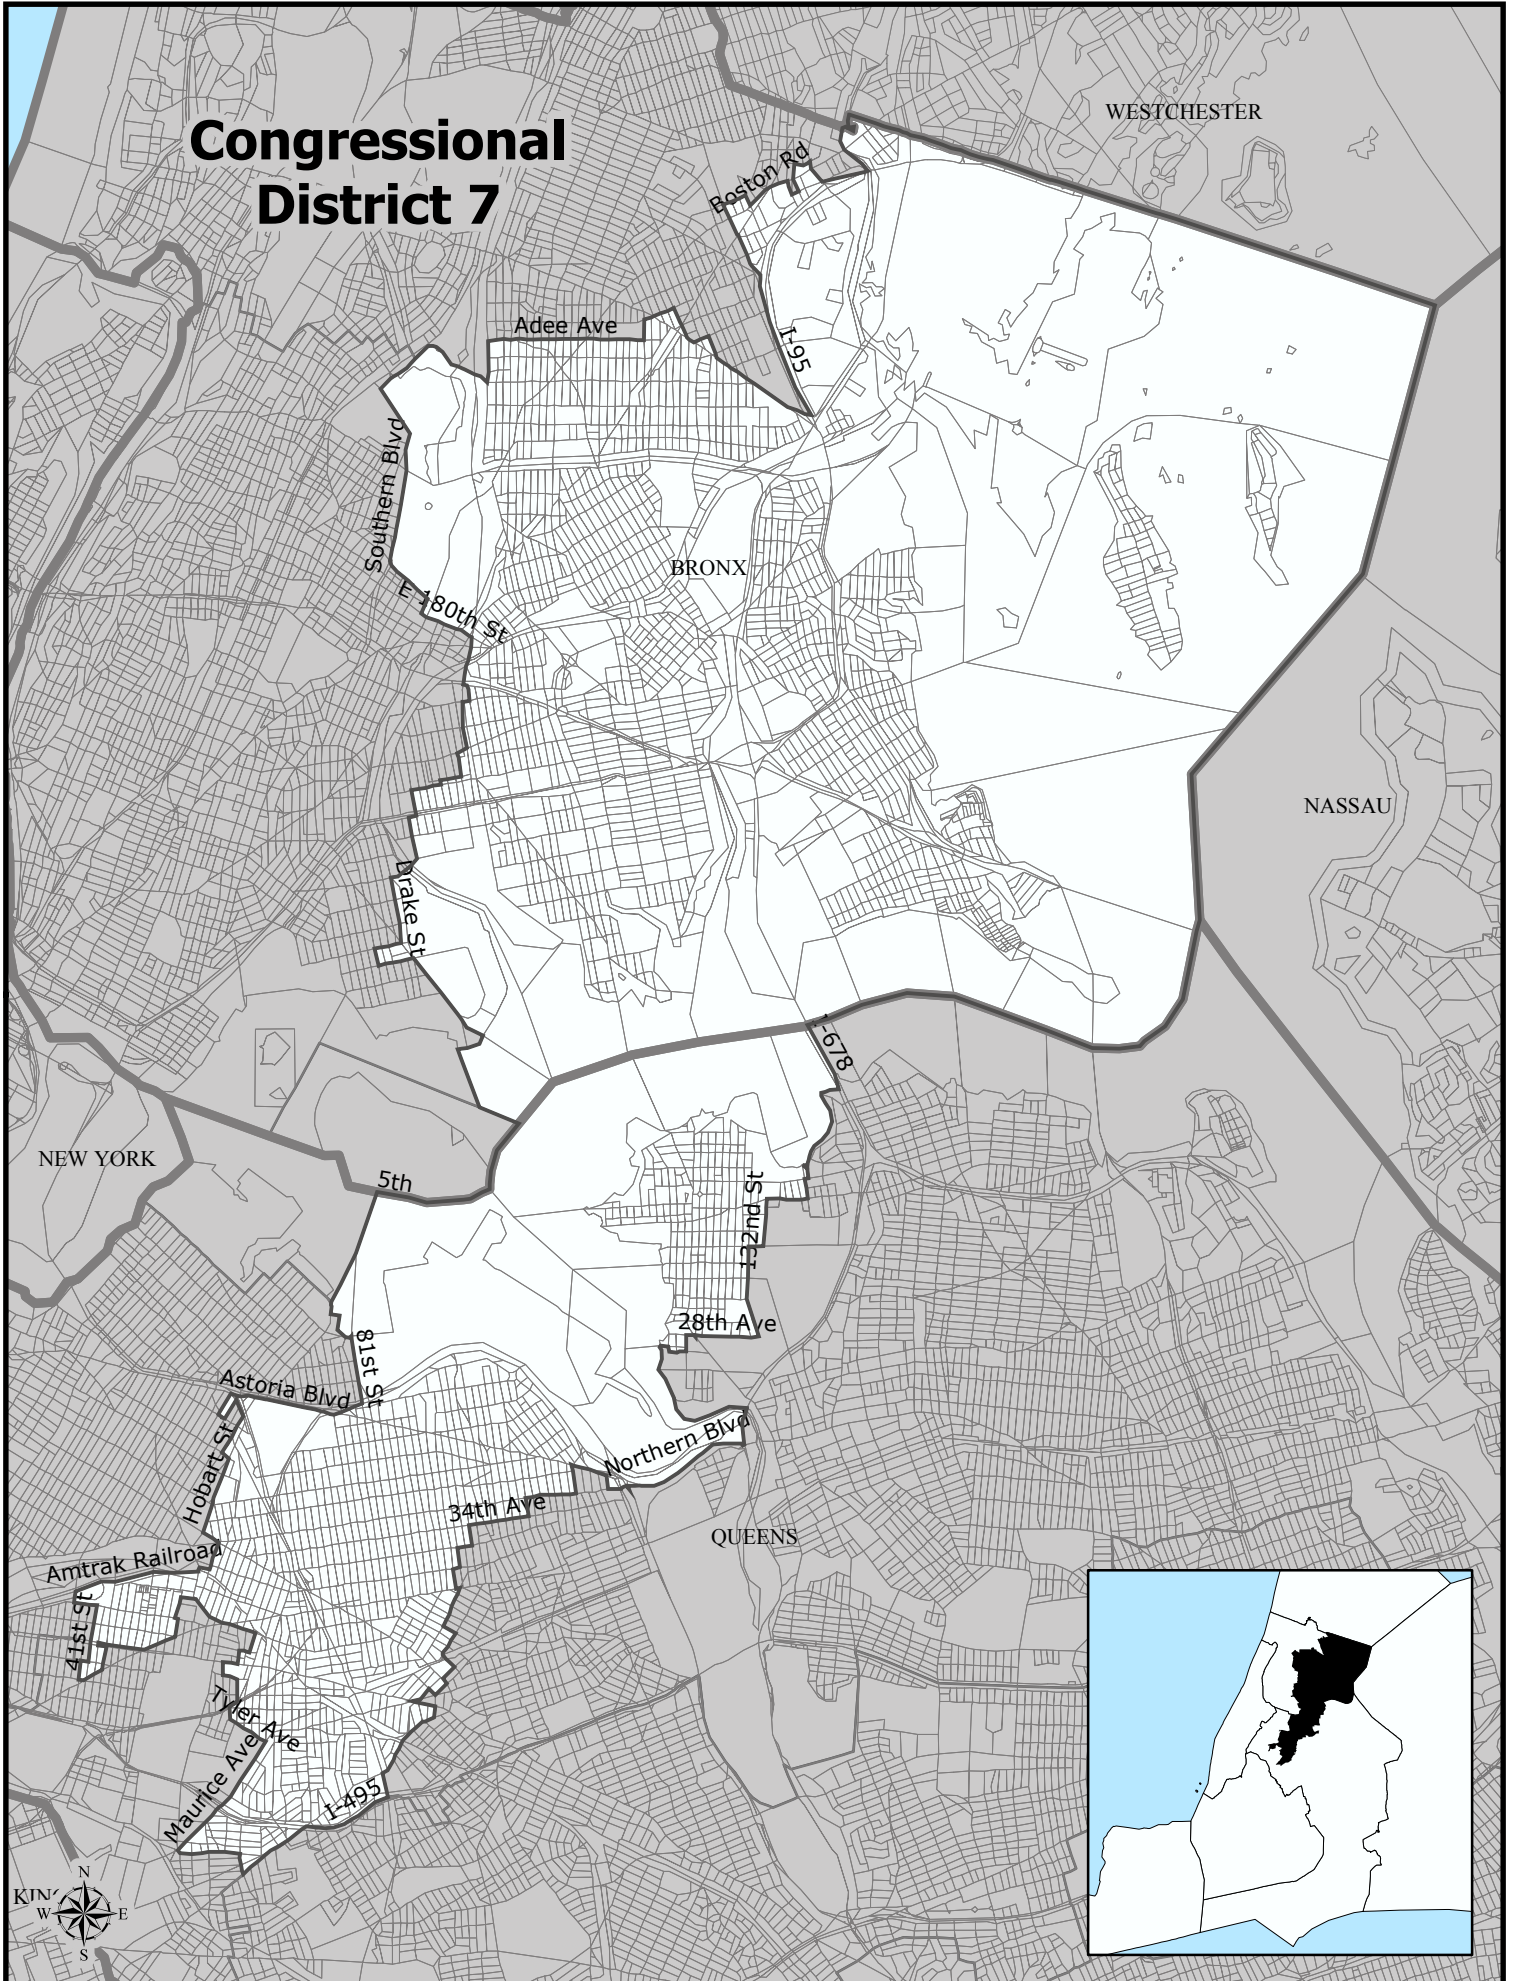 Congressional
District 7
WESTCHESTER
Boston Rd
Adee Ave
I-95
Southern Blvd
BRONX
E 180th St
NASSAU
Drake St
I-678
NEW YORK
5th
132nd St
28th Ave
81st St
Astoria Blvd
Hobart St
Northern Blvd
34th Ave
QUEENS
Amtrak Railroad
41st St
Tyler Ave
Maurice Ave
I-495
N
W
E
S